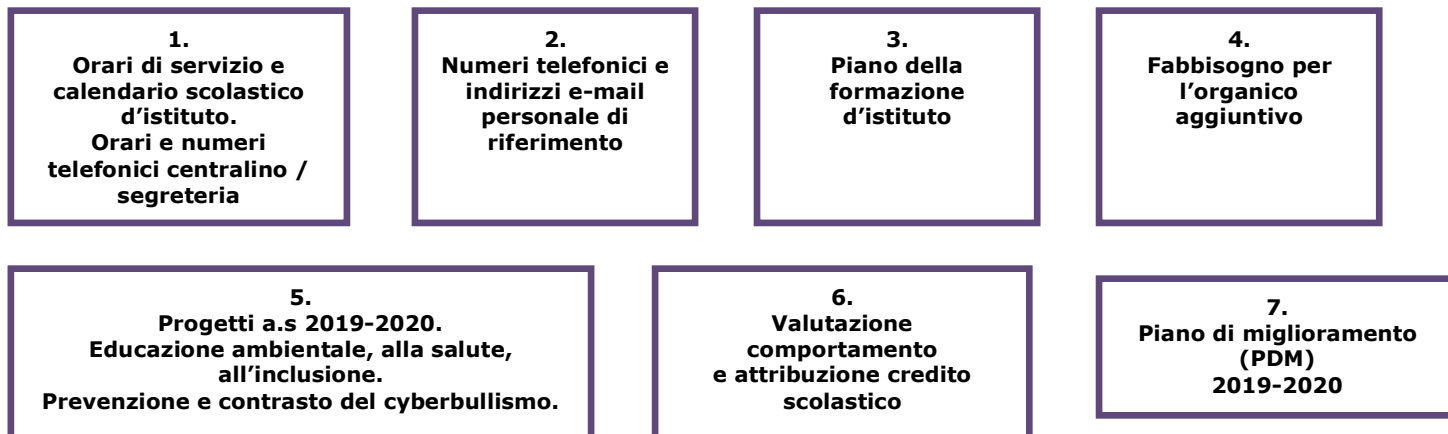 1.
Orari di servizio e
calendario scolastico
d’istituto.
Orari e numeri
telefonici centralino /
segreteria
2.
Numeri telefonici e
indirizzi e-mail
personale di
riferimento
3.
Piano della
formazione
d’istituto
4.
Fabbisogno per
l’organico
aggiuntivo
5.
Progetti a.s 2019-2020.
Educazione ambientale, alla salute,
all’inclusione.
Prevenzione e contrasto del cyberbullismo.
6.
Valutazione
comportamento
e attribuzione credito
scolastico
7.
Piano di miglioramento
(PDM)
2019-2020